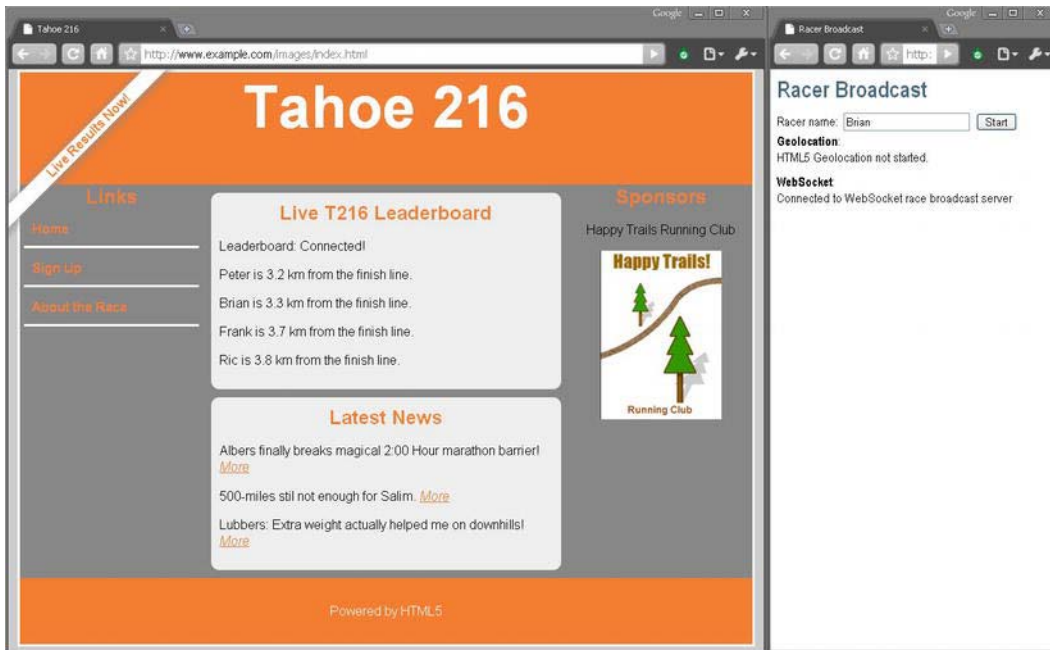 Google
Tahoe 216
http://www.example.com/images/index.html
Live Results Now!
Tahoe 216
Links
Home
Sign Up
About the Race
Live T216 Leaderboard
Leaderboard: Connected!
Peter is 3.2 km from the finish line.
Brian is 3.3 km from the finish line.
Frank is 3.7 km from the finish line.
Ric is 3.8 km from the finish line.
Latest News
Albers finally breaks magical 2:00 Hour marathon barrier!
More
500-miles stil not enough for Salim. More
Lubbers: Extra weight actually helped me on downhills!
More
Sponsors
Happy Trails Running Club
Happy Trails!
Running Club
Powered by HTML5
Google
Racer Broadcast
http:
Racer Broadcast
Racer name: Brian Start
Geolocation:
HTML5 Geolocation not started.
WebSocket
Connected to WebSocket race broadcast server